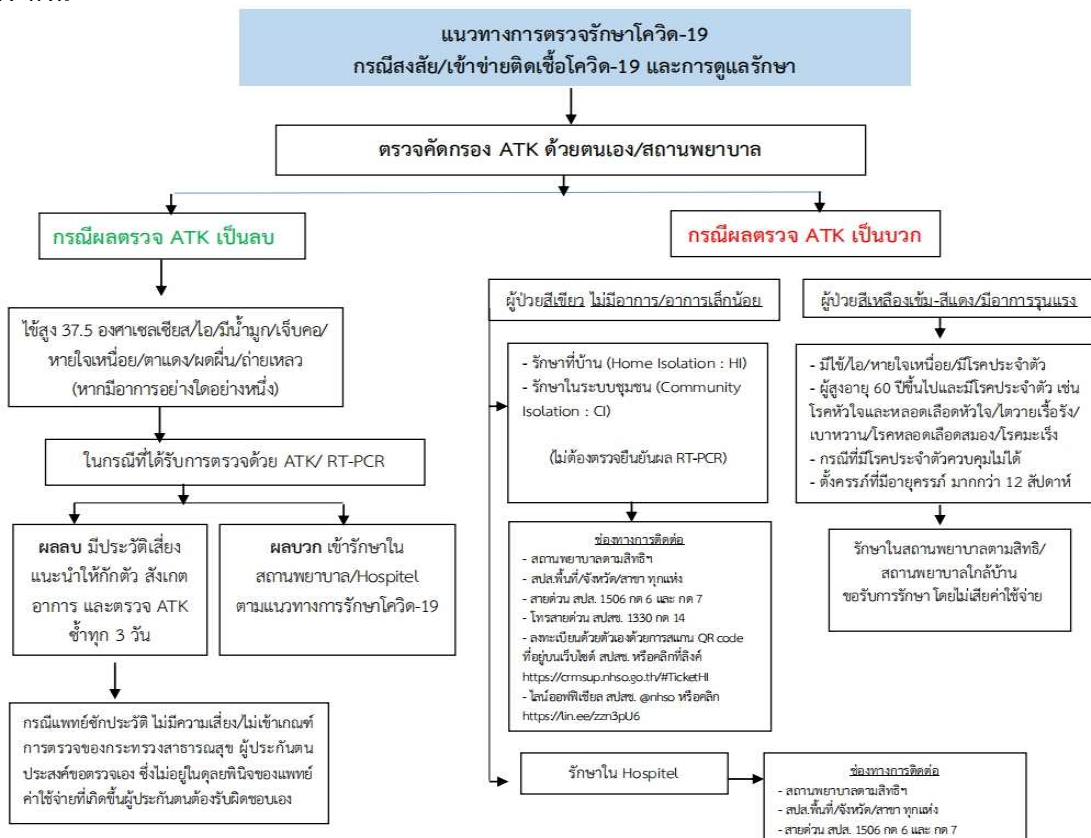 แนวทางการตรวจรักษาโควิด-19
กรณีสงสัย/เข้าข่ายติดเชื้อโควิด-19 และการดูแลรักษา
ตรวจคัดกรอง ATK ด้วยตนเอง/สถานพยาบาล
กรณีผลตรวจ ATK เป็นลบ
ไข้สูง 37.5 องศาเซลเซียส/ไอ/มีน้ำมูก/เจ็บคอ/
หายใจเหนื่อย/ตาแดง/ผดผื่น/ถ่ายเหลว
(หากมีอาการอย่างใดอย่างหนึ่ง)
ในกรณีที่ได้รับการตรวจด้วย ATK/ RT-PCR
ผลลบ มีประวัติเสี่ยง
แนะนำให้กักตัว สังเกต
อาการ และตรวจ ATK
ซ้ำทุก 3 วัน
ผลบวก เข้ารักษาใน
สถานพยาบาล/Hospitel
ตามแนวทางการรักษาโควิด-19
กรณีแพทย์ซักประวัติ ไม่มีความเสี่ยง/ไม่เข้าเกณฑ์
การตรวจของกระทรวงสาธารณสุข ผู้ประกันตน
ประสงค์ขอตรวจเอง ซึ่งไม่อยู่ในดุลยพินิจของแพทย์
ค่าใช้จ่ายที่เกิดขึ้นผู้ประกันตนต้องรับผิดชอบเอง
กรณีผลตรวจ ATK เป็นบวก
ผู้ป่วยสีเขียว ไม่มีอาการ/อาการเล็กน้อย
- รักษาที่บ้าน (Home Isolation : HI)
- รักษาในระบบชุมชน (Community
Isolation : CI)
(ไม่ต้องตรวจยืนยันผล RT-PCR)
ช่องทางการติดต่อ
- สถานพยาบาลตามสิทธิฯ
- สปส.พื้นที่/จังหวัด/สาขา ทุกแห่ง
- สายด่วน สปส. 1506 กด 6 และ กด 7
- โทรสายด่วน สปสช. 1330 กด 14
- ลงทะเบียนด้วยตัวเองด้วยการสแกน QR code
ที่อยู่บนเว็บไซต์ สปสช. หรือคลิกที่ลิงค์
https://crmsup.nhso.go.th/#TicketHI
- ไลน์ออฟฟิเชียล สปสช. @nhso หรือคลิก
https://lin.ee/zzn3pU6
รักษาใน Hospitel
ช่องทางการติดต่อ
- สถานพยาบาลตามสิทธิฯ
- สปส.พื้นที่/จังหวัด/สาขา ทุกแห่ง
- สายด่วน สปส. 1506 กด 6 และ กด 7
ผู้ป่วยสีเหลืองเข้ม-สีแดง/มีอาการรุนแรง
- มีไข้/ไอ/หายใจเหนื่อย/มีโรคประจำตัว
- ผู้สูงอายุ 60 ปีขึ้นไปและมีโรคประจำตัว เช่น
โรคหัวใจและหลอดเลือดหัวใจ/ไตวายเรื้อรัง/
เบาหวาน/โรคหลอดเลือดสมอง/โรคมะเร็ง
- กรณีที่มีโรคประจำตัวควบคุมไม่ได้
- ตั้งครรภ์ที่มีอายุครรภ์ มากกว่า 12 สัปดาห์
รักษาในสถานพยาบาลตามสิทธิ/
สถานพยาบาลใกล้บ้าน
ขอรับการรักษา โดยไม่เสียค่าใช้จ่าย